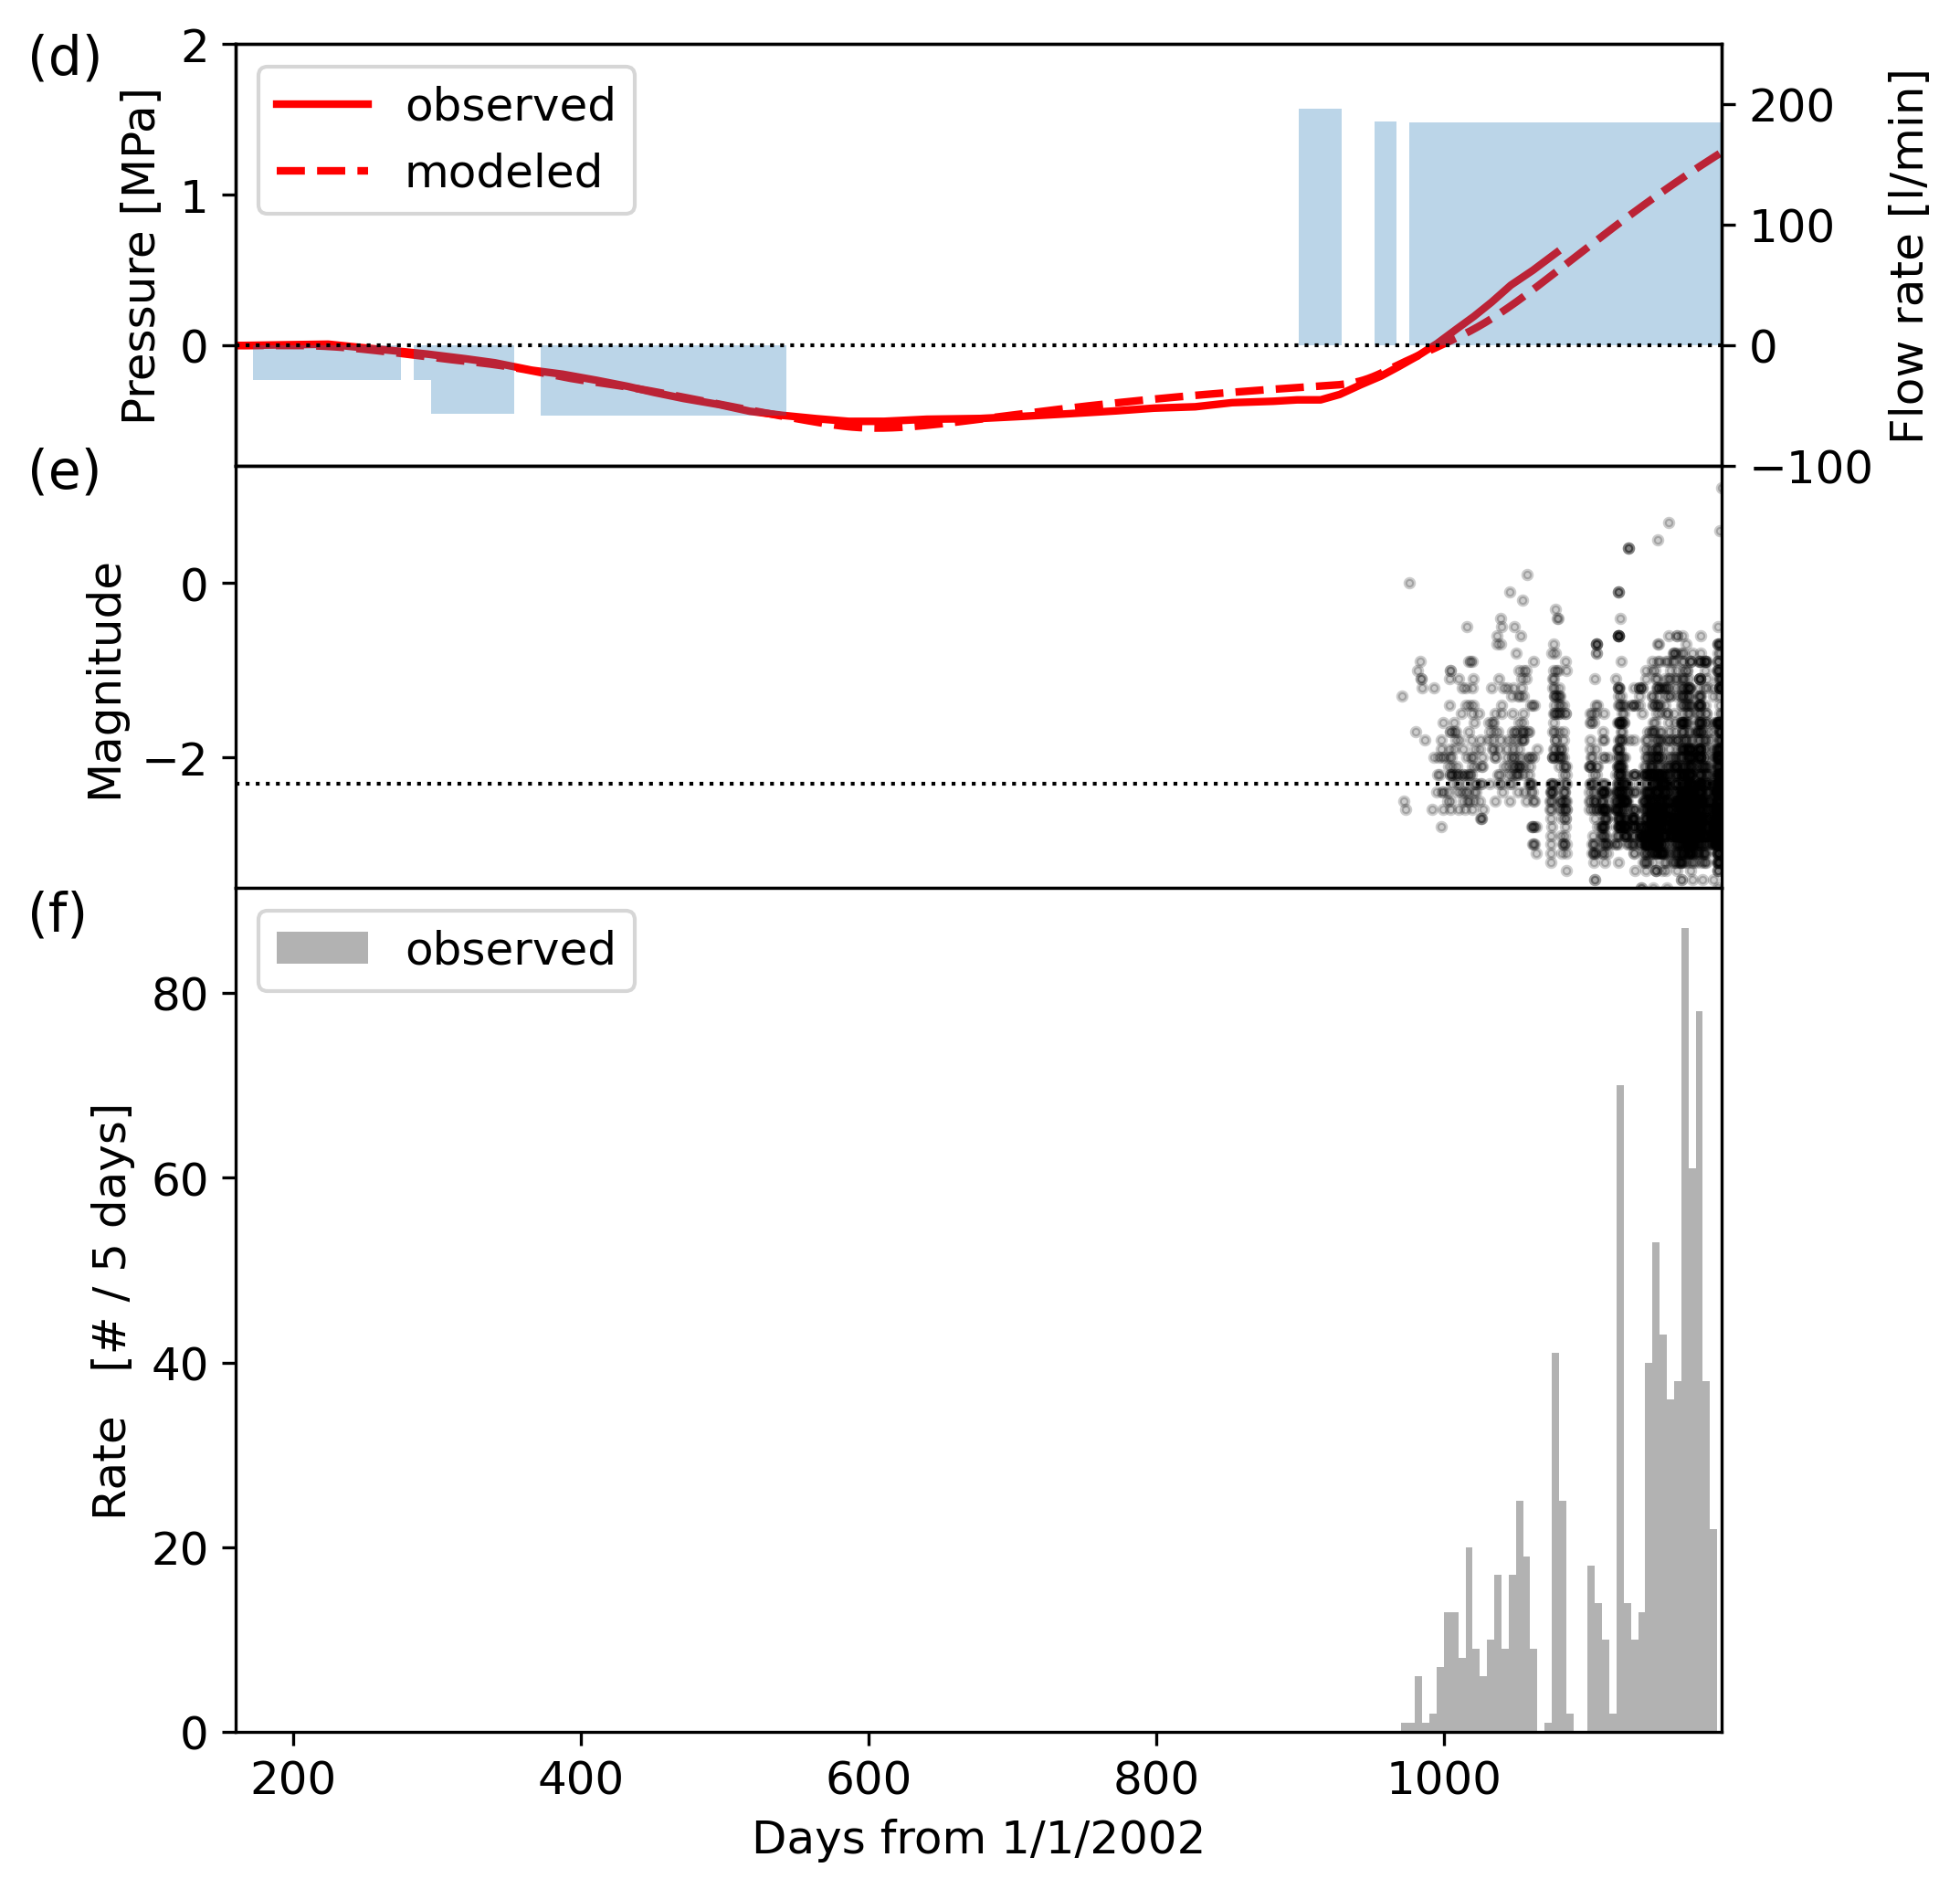 (d)
2
1
0
Pressure [MPa]
observed
modeled
200
100
0
−100
Flow rate [l/min]
(e)
0
−2
Magnitude
(f)
observed
80
60
40
20
0
Rate [# / 5 days]
200 400 600 800 1000
Days from 1/1/2002